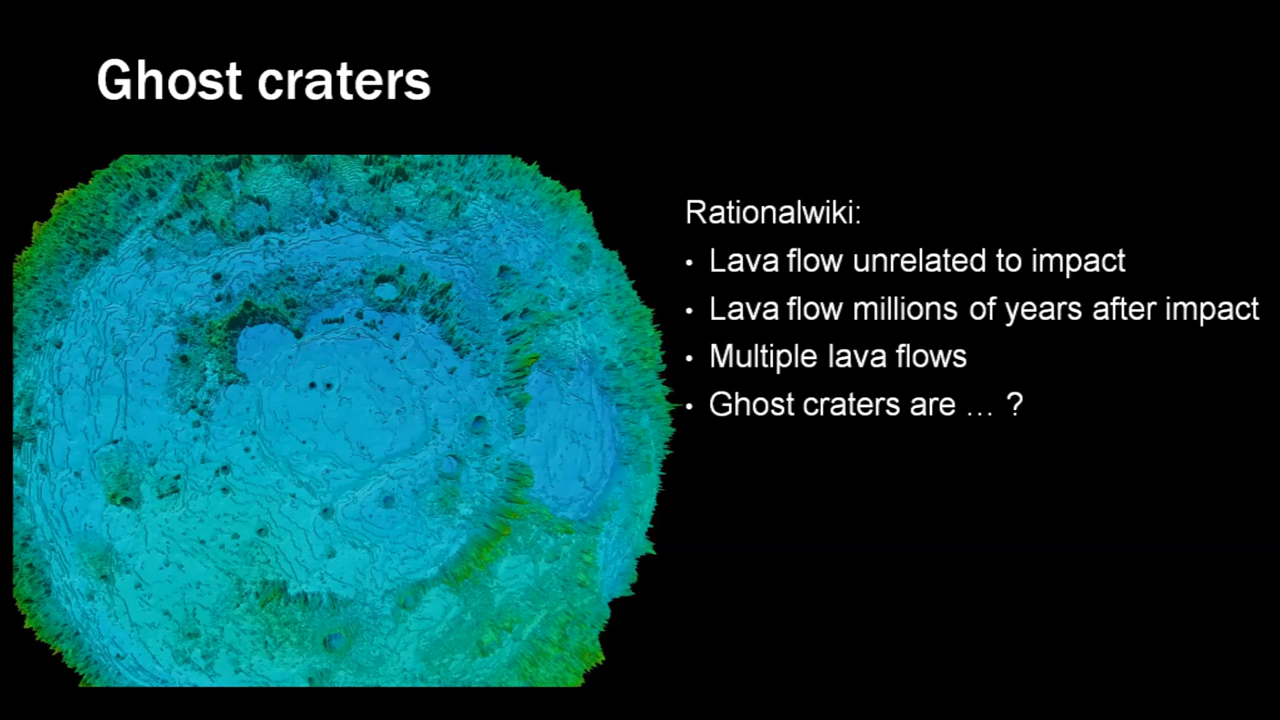 Ghost craters
Rationalwiki:
• Lava flow unrelated to impact
• Lava flow millions of years after impact
• Multiple lava flows
• Ghost craters are … ?